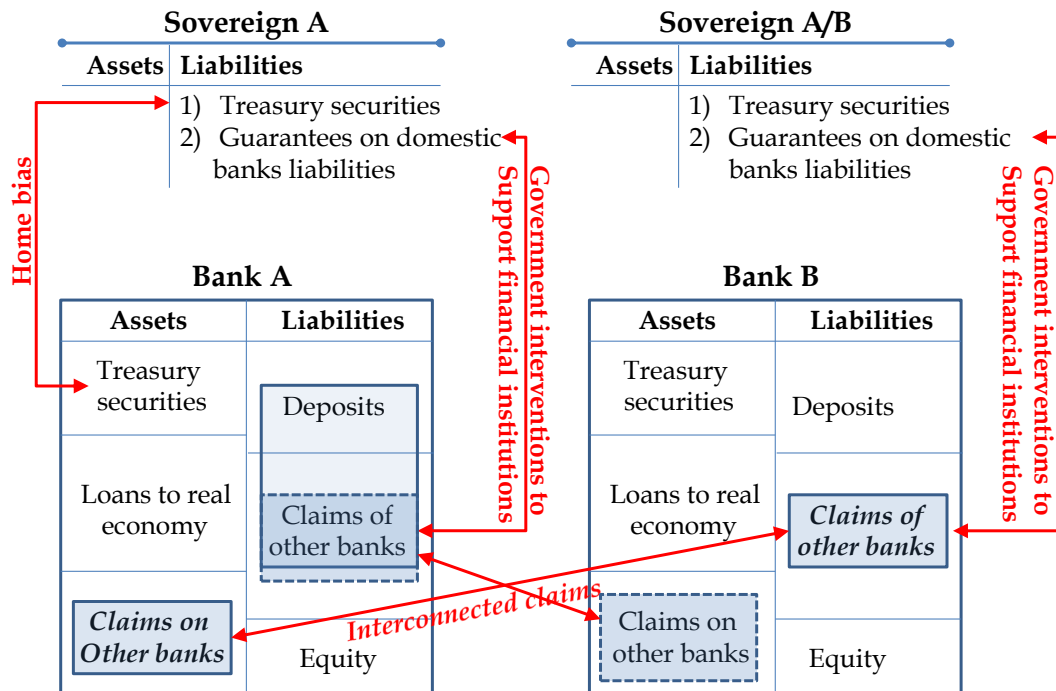 Sovereign A
Assets Liabilities
1) Treasury securities
2) Guarantees on domestic
banks liabilities
Sovereign A/B
Assets Liabilities
1) Treasury securities
2) Guarantees on domestic
banks liabilities
Home bias
Government interventions to
Support financial institutions
Government interventions to
Support financial institutions
Bank A
Assets Liabilities
Treasury
securities
Deposits
Loans to real
economy
Claims of
other banks
Claims on
Other banks
Equity
Interconnected claims
Bank B
Assets Liabilities
Treasury
securities
Deposits
Loans to real
economy
Claims of
other banks
Claims on
other banks
Equity